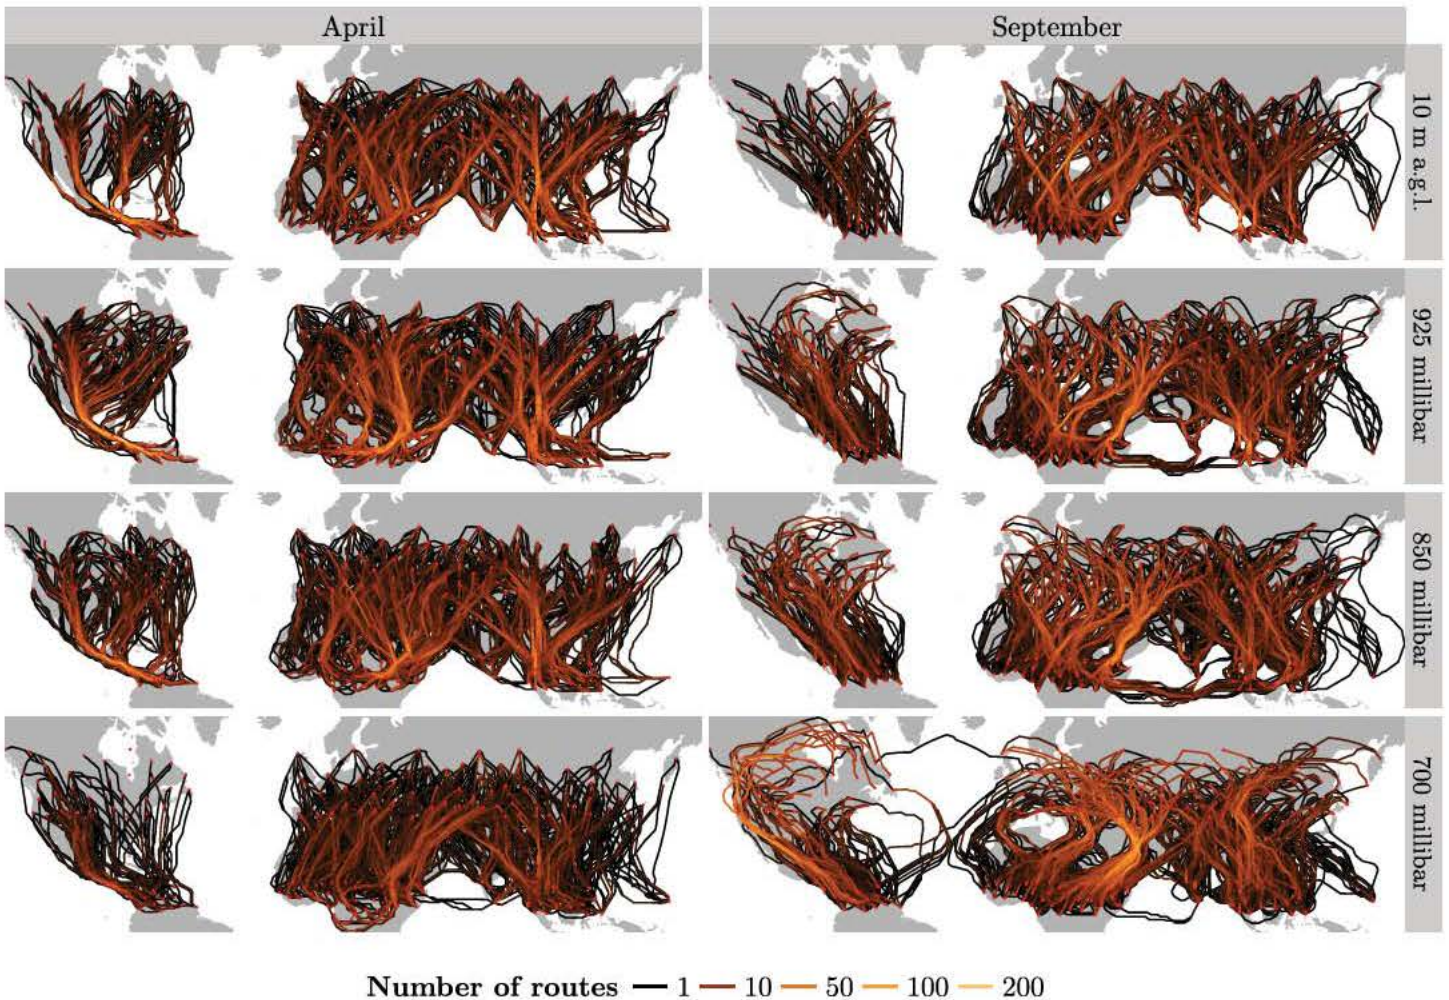 April
September
10 m a.g.l.
925 millibar
850 millibar
700 millibar
Number of routes 1 10 50 100 200